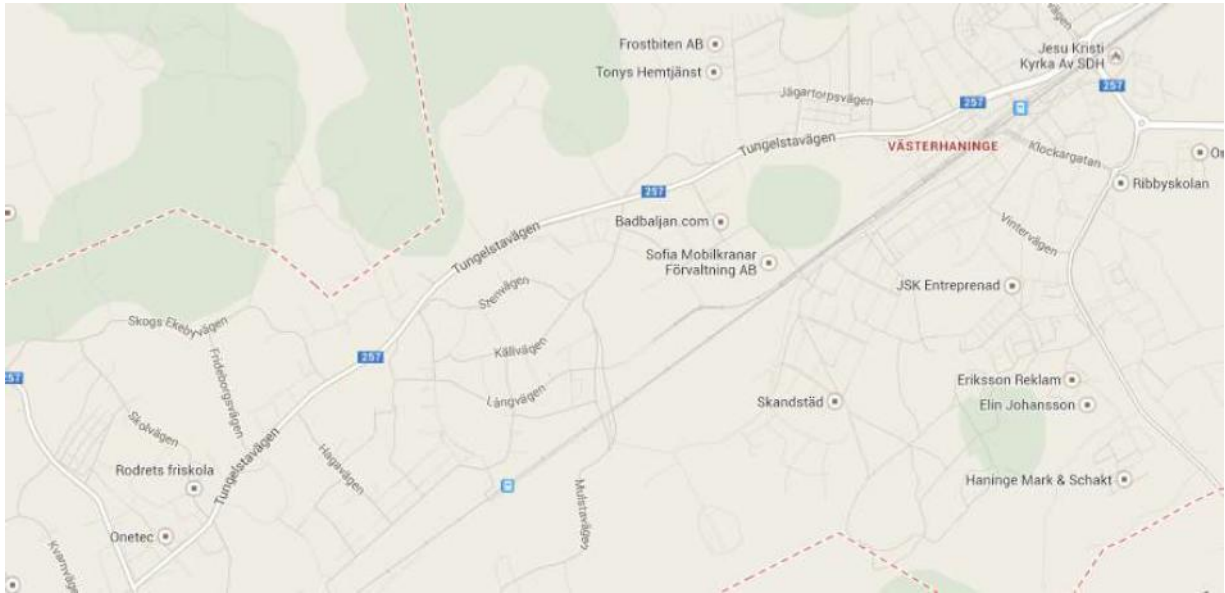 Frostbiten AB
Tonys Hemtjänst
Jesu Kristi
Kyrka Av SDH
257
257
Jägartorpsvägen
Tungelstavägen
VÄSTERHANINGE
Klockargatan
Ribbyskolan
257
Badbaljan.com
Sofia Mobilkranar
Förvaltning AB
Vintervägen
Tungelstavägen
JSK Entreprenad
Stenvägen
Skogs Ekebyvägen
Källvägen
257
257
Frideborgsvägen
Långvägen
Skandstäd
Eriksson Reklam
Elin Johansson
Skolvägen
Tungelstavägen
Hagavägen
Rodrets friskola
Haninge Mark & Schakt
Mulstavägen
Onetec